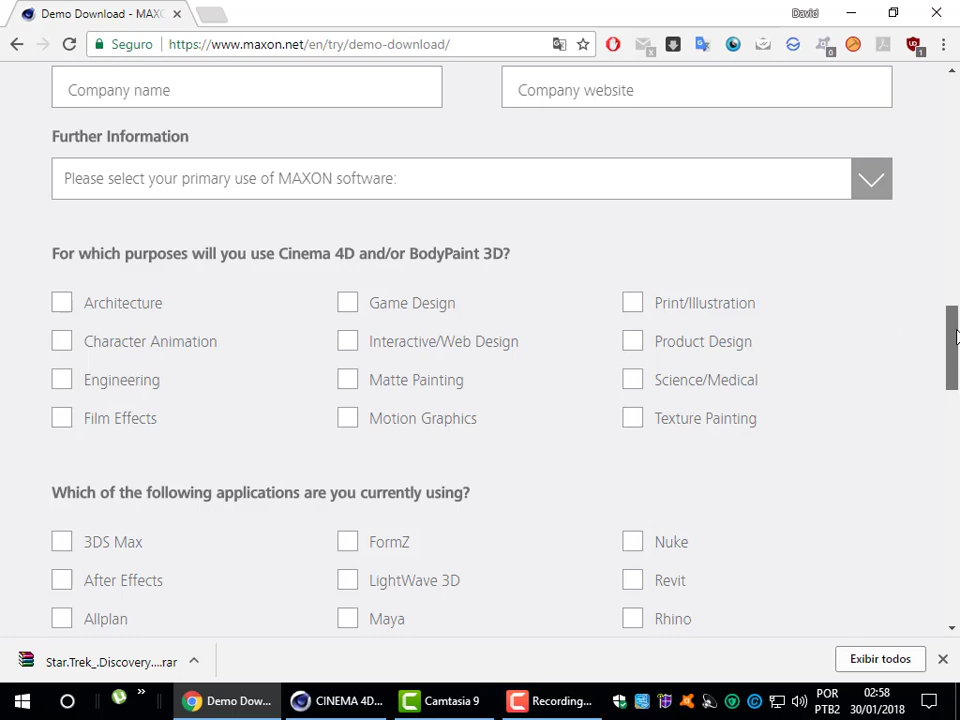 Demo Download - MAXO
David
Seguro
https://www.maxon.net/en/try/demo-download/
Company name
Company website
Further Information
Please select your primary use of MAXON software:
For which purposes will you use Cinema 4D and/or BodyPaint 3D?
Architecture
Game Design
Print/Illustration
Character Animation
Interactive/Web Design
Product Design
Engineering
Matte Painting
Science/Medical
Film Effects
Motion Graphics
Texture Painting
Which of the following applications are you currently using?
3DS Max
FormZ
Nuke
After Effects
LightWave 3D
Revit
Allplan
Maya
Rhino
Star.Trek_.Discovery....rar
Exibir todos
Demo Dow...
CINEMA 4D...
Camtasia 9
Recording...
POR
PTB2
02:58
30/01/2018